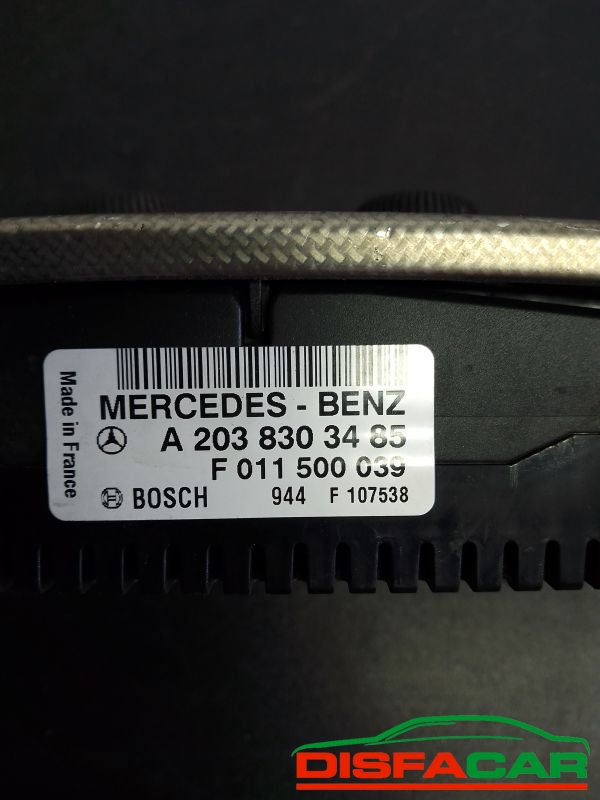 Made in France
MERCEDES - BENZ
A 203 830 34 85
F 011 500 039
BOSCH 944 F 107538
DISFACAR